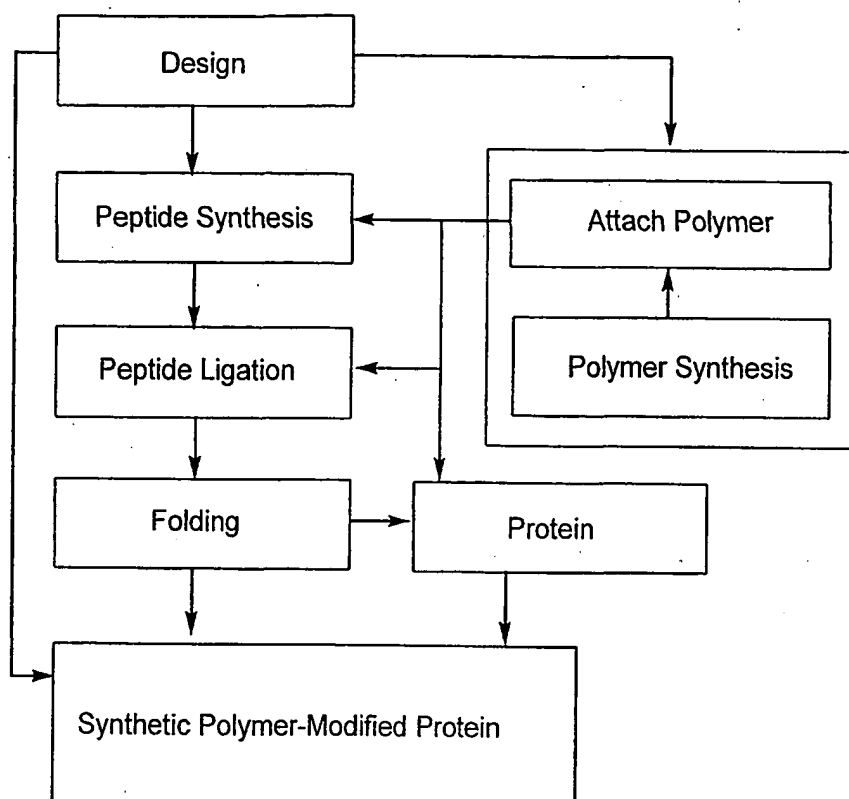 Design
Peptide Synthesis
Attach Polymer
Peptide Ligation
Polymer Synthesis
Folding
Protein
Synthetic Polymer-Modified Protein